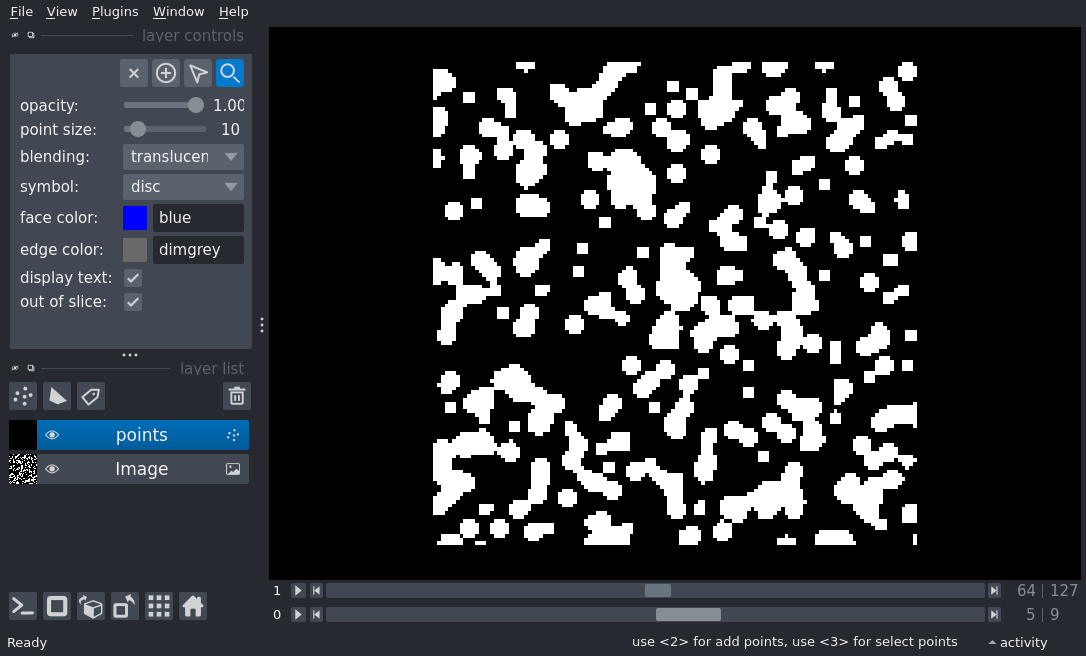 File View Plugins Window Help
layer controls
opacity: 1.00
point size: 10
blending: translucen
symbol: disc
face color: blue
edge color: dimgrey
display text:
out of slice:
layer list
points
Image
1 64 127
0 5 9
Ready use <2> for add points, use <3> for select points activity